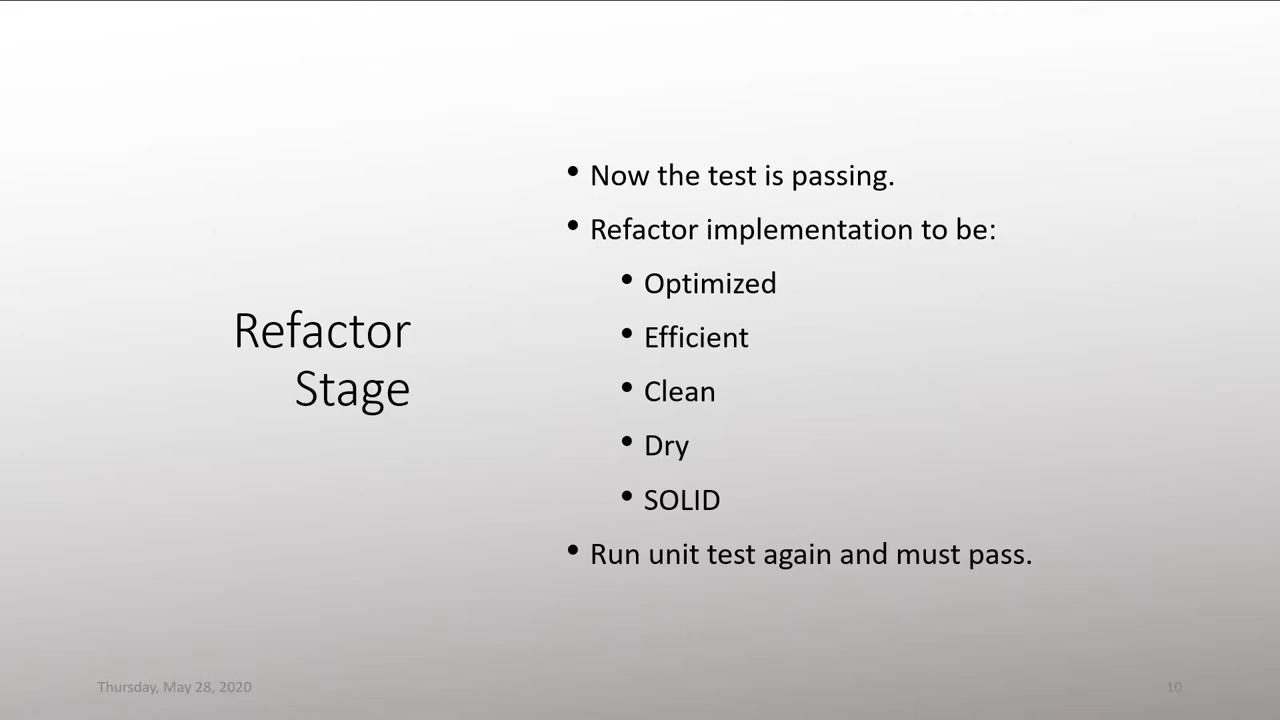 Refactor
Stage
• Now the test is passing.
• Refactor implementation to be:
• Optimized
• Efficient
• Clean
• Dry
• SOLID
• Run unit test again and must pass.
Thursday, May 28, 2020
10